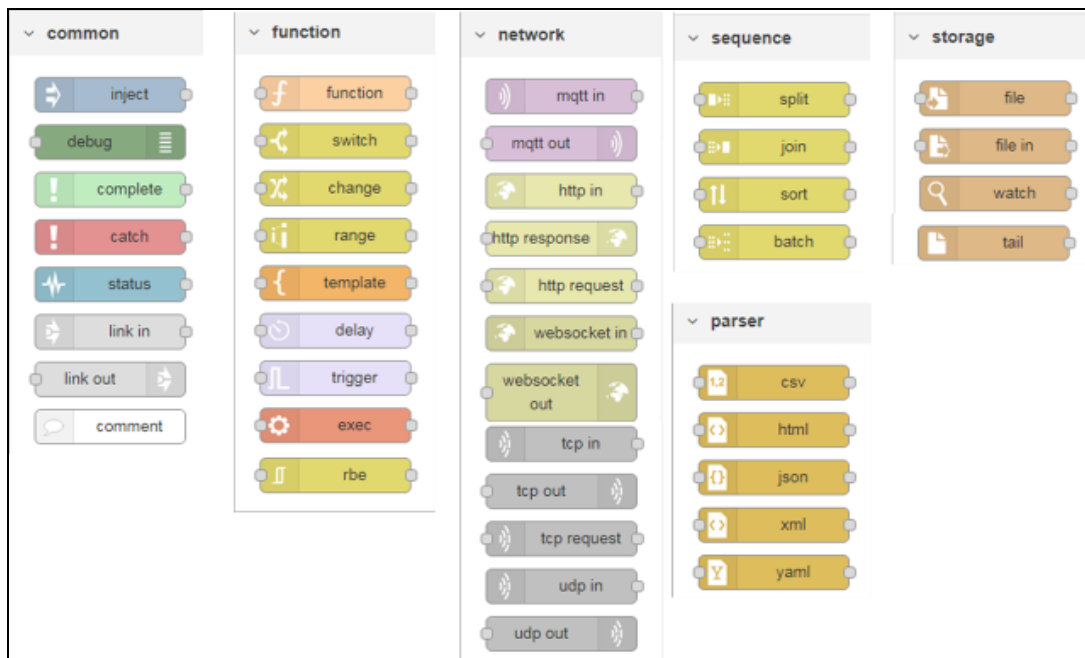 common
inject
debug
complete
catch
status
link in
link out
comment
function
function
switch
change
range
template
delay
trigger
exec
rbe
network
mqtt in
mqtt out
http in
http response
http request
websocket in
websocket
out
tcp in
tcp out
tcp request
udp in
udp out
sequence
split
join
sort
batch
parser
1,2 csv
html
json
xml
Y yaml
storage
file
file in
watch
tail